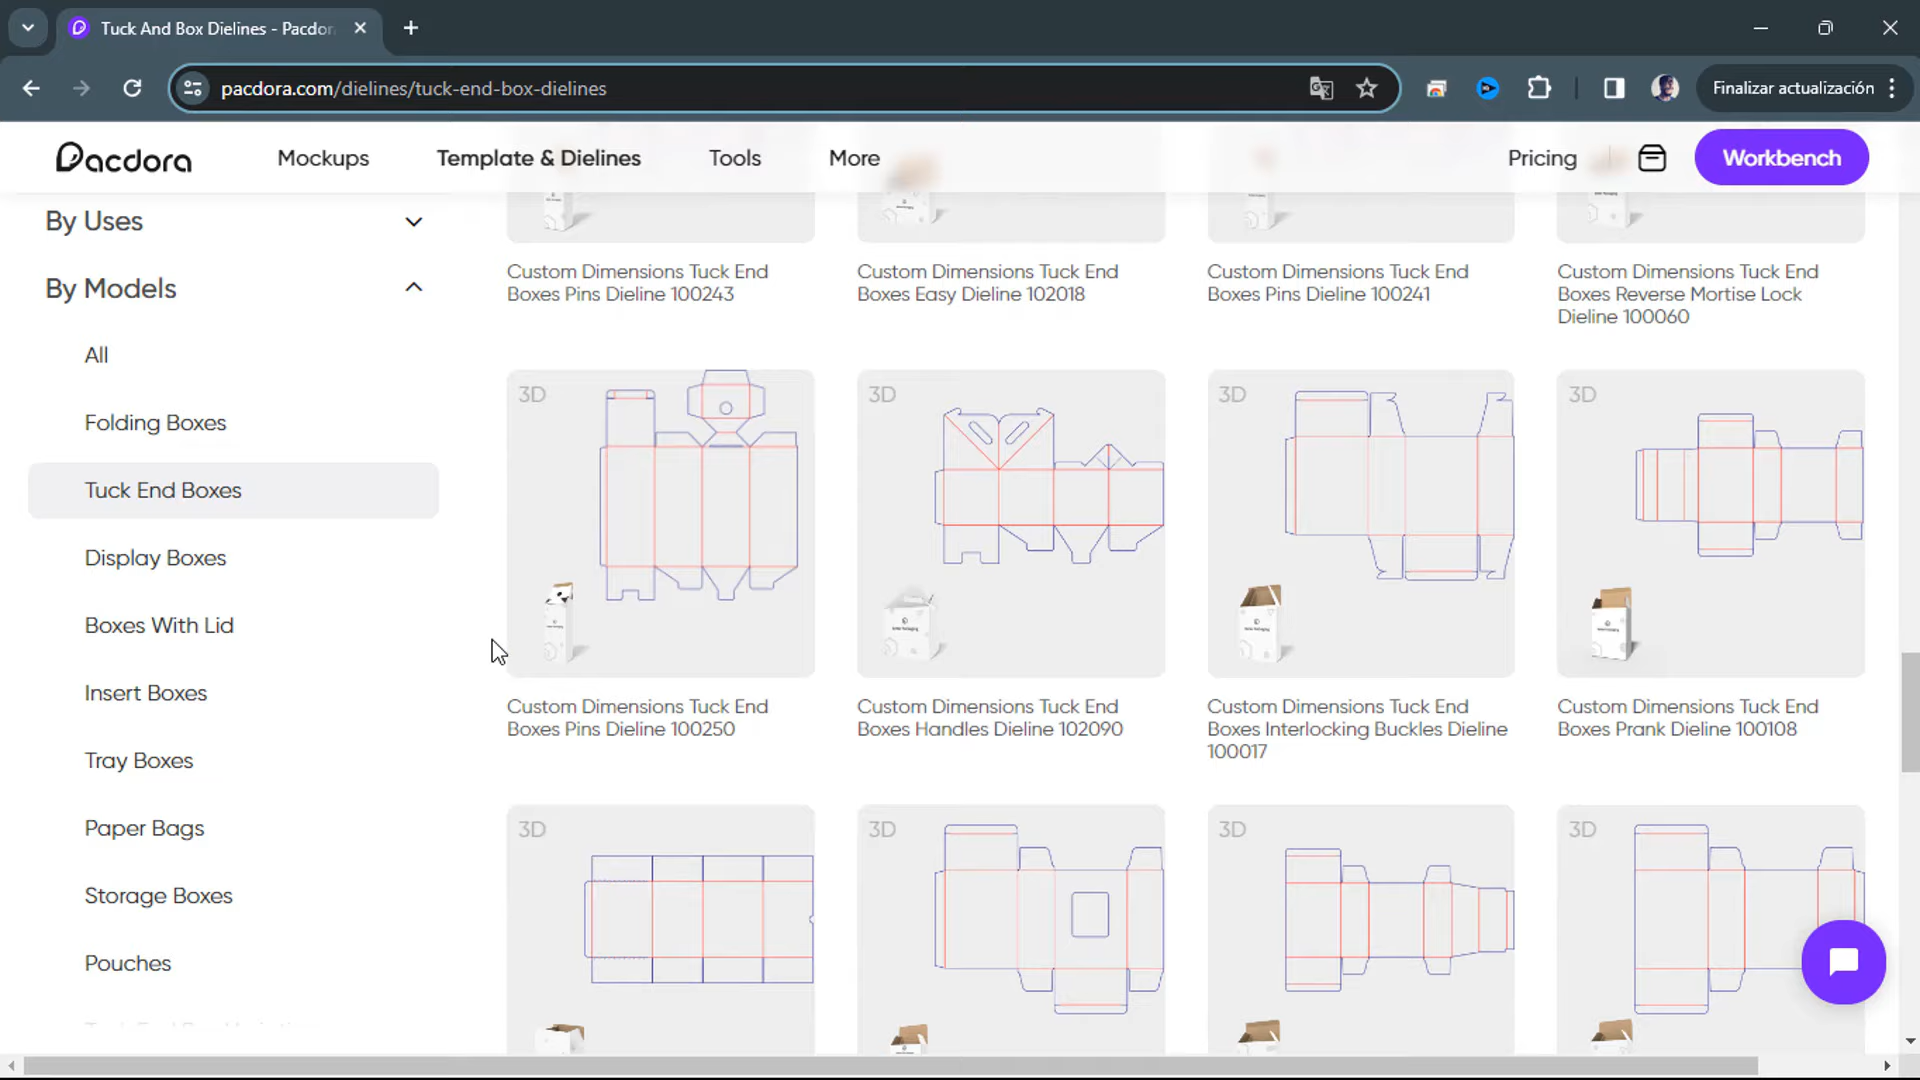 Tuck And Box Dielines - Pacdor
pacdora.com/dielines/tuck-end-box-dielines
Finalizar actualización
Pacdora
Mockups
Template & Dielines
Tools
More
Pricing
Workbench
By Uses
By Models
All
Folding Boxes
Tuck End Boxes
Display Boxes
Boxes With Lid
Insert Boxes
Tray Boxes
Paper Bags
Storage Boxes
Pouches
Custom Dimensions Tuck End
Boxes Pins Dieline 100243
Custom Dimensions Tuck End
Boxes Easy Dieline 102018
Custom Dimensions Tuck End
Boxes Pins Dieline 100241
Custom Dimensions Tuck End
Boxes Reverse Mortise Lock
Dieline 100060
3D
3D
3D
3D
Custom Dimensions Tuck End
Boxes Pins Dieline 100250
Custom Dimensions Tuck End
Boxes Handles Dieline 102090
Custom Dimensions Tuck End
Boxes Interlocking Buckles Dieline
100017
Custom Dimensions Tuck End
Boxes Prank Dieline 100108
3D
3D
3D
3D